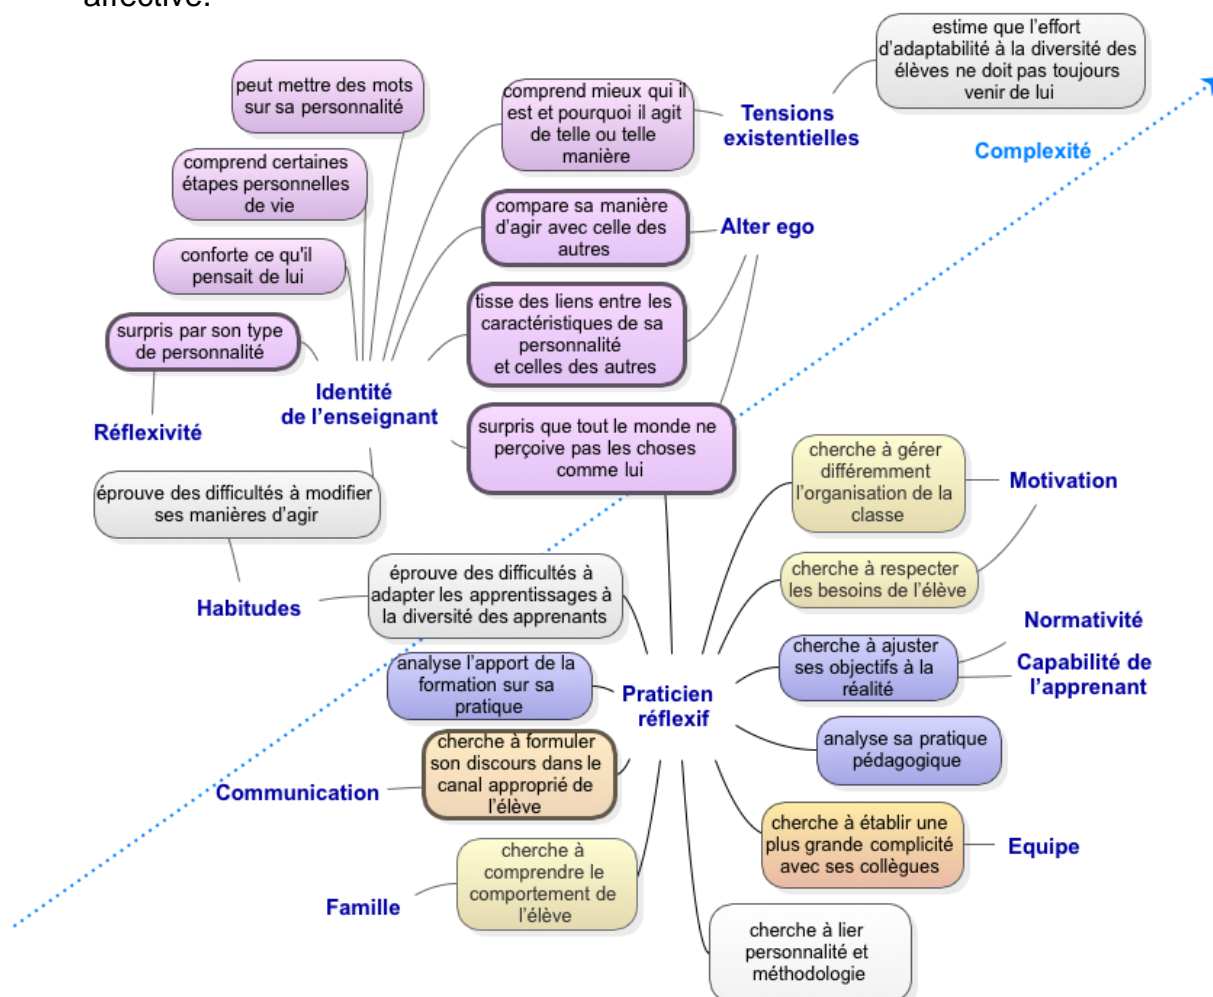 affective.
estime que l'effort
d'adaptabilité à la diversité des
élèves ne doit pas toujours
venir de lui
peut mettre des mots
sur sa personnalité
comprend mieux qui il
est et pourquoi il agit
de telle ou telle
manière
Tensions
existentielles
Complexité
comprend certaines
étapes personnelles
de vie
compare sa manière
d'agir avec celle des
autres
Alter ego
conforte ce qu'il
pensait de lui
tisse des liens entre les
caractéristiques de sa
personnalité
et celles des autres
surpris par son type
de personnalité
Identité
de l'enseignant
Réflexivité
surpris que tout le monde ne
perçoive pas les choses
comme lui
cherche à gérer
différemment
l'organisation de la
classe
Motivation
éprouve des difficultés à modifier
ses manières d'agir
éprouve des difficultés à
adapter les apprentissages à
la diversité des apprenants
Habitudes
cherche à respecter
les besoins de l'élève
Normativité
cherche à ajuster
ses objectifs à la
réalité
Capabilité de
l'apprenant
analyse l'apport de la
formation sur sa
pratique
Praticien
réflexif
analyse sa pratique
pédagogique
cherche à formuler
son discours dans le
canal approprié de
l'élève
Communication
cherche à établir une
plus grande complicité
avec ses collègues
Equipe
cherche à
comprendre le
comportement de
l'élève
Famille
cherche à lier
personnalité et
méthodologie